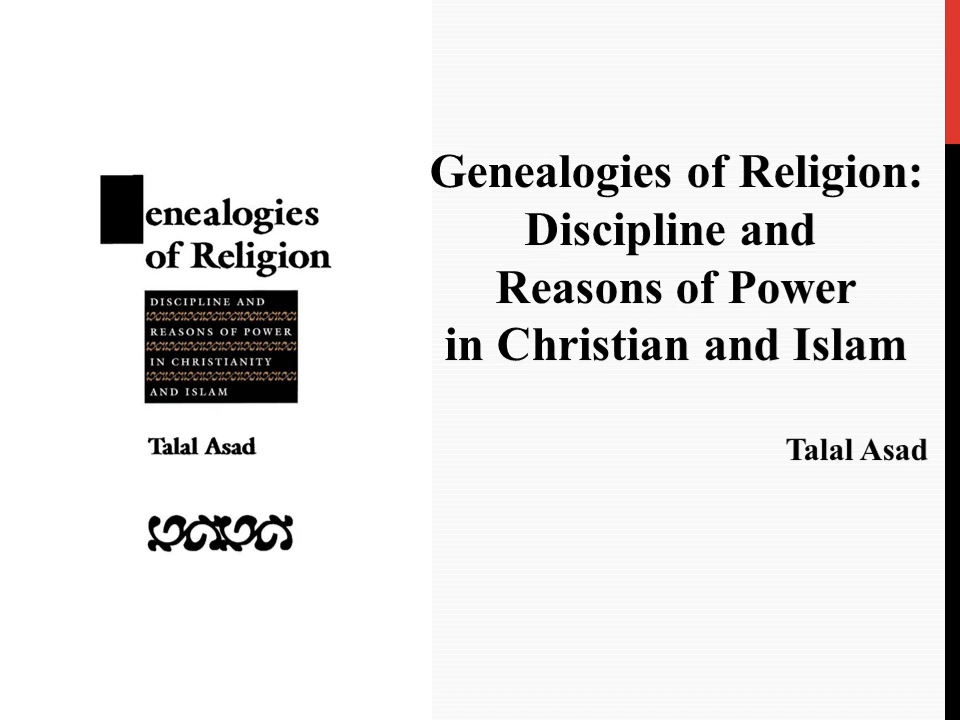 enealogies
of Religion
DISCIPLINE AND
REASONS OF POWER
IN CHRISTIANITY
AND ISLAM
Talal Asad
Genealogies of Religion:
Discipline and
Reasons of Power
in Christian and Islam
Talal Asad